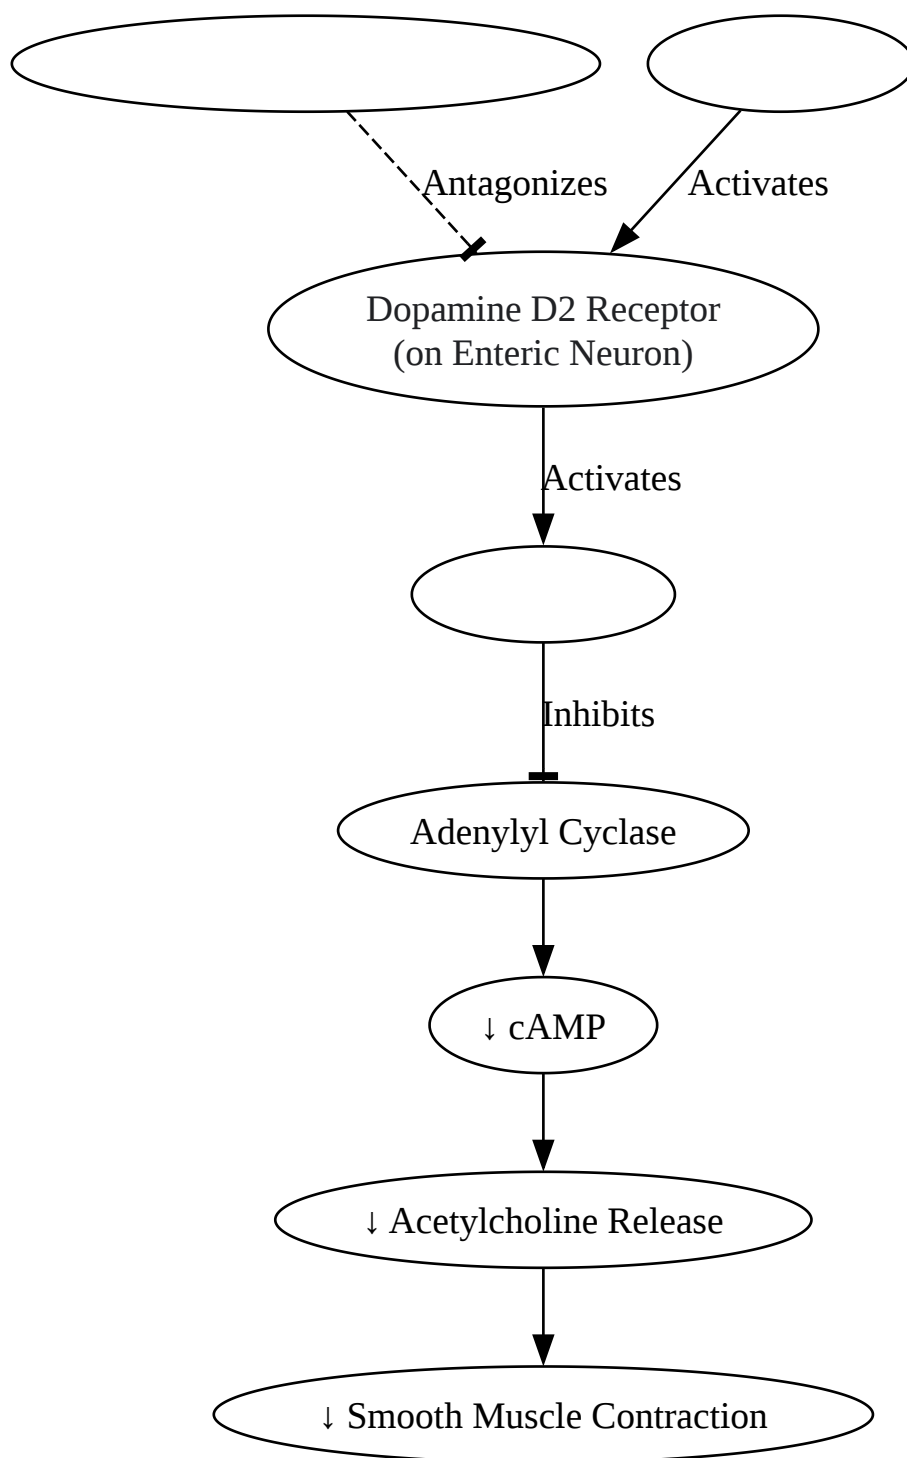 Antagonizes
Activates
Dopamine D2 Receptor
(on Enteric Neuron)
Activates
Inhibits
Adenylyl Cyclase
↓ cAMP
↓ Acetylcholine Release
↓ Smooth Muscle Contraction